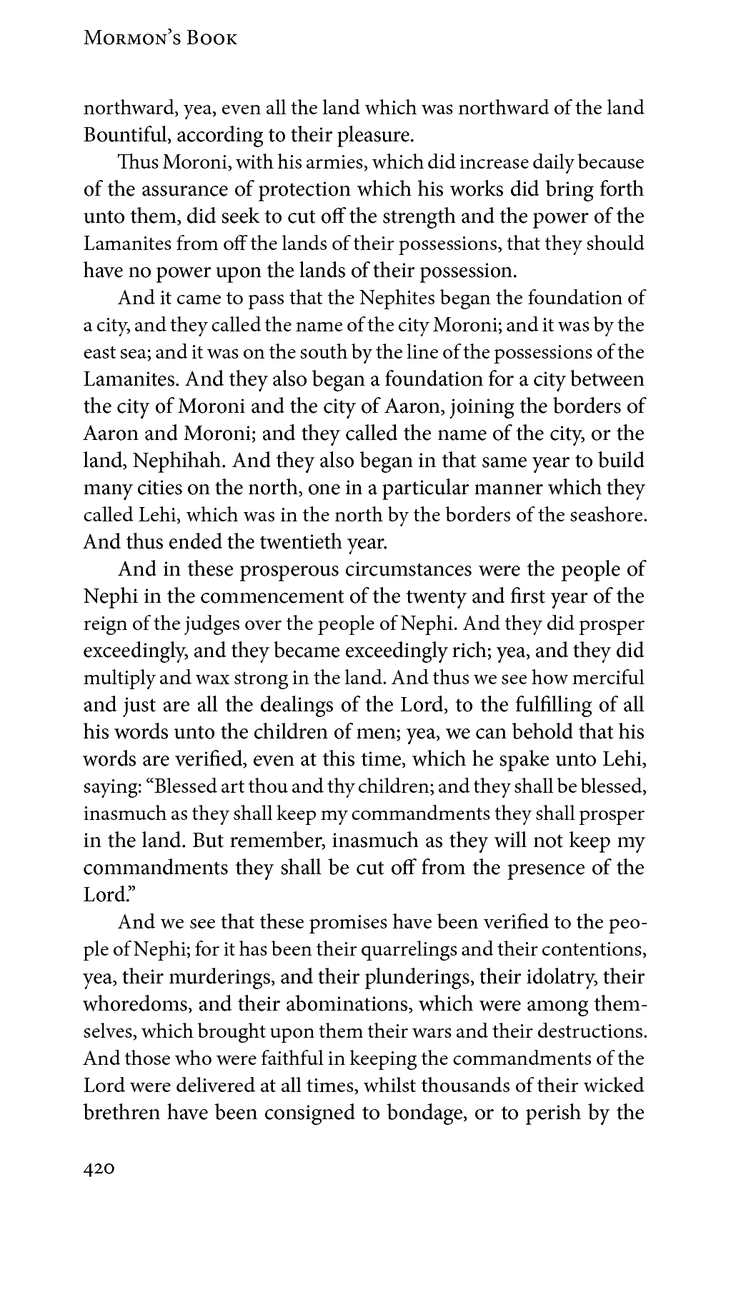 Mormon’s Book
northward, yea, even all the land which was northward of the land
Bountiful, according to their pleasure.
Thus Moroni, with his armies, which did increase daily because
of the assurance of protection which his works did bring forth
unto them, did seek to cut off the strength and the power of the
Lamanites from off the lands of their possessions, that they should
have no power upon the lands of their possession.
And it came to pass that the Nephites began the foundation of
a city, and they called the name of the city Moroni; and it was by the
east sea; and it was on the south by the line of the possessions of the
Lamanites. And they also began a foundation for a city between
the city of Moroni and the city of Aaron, joining the borders of
Aaron and Moroni; and they called the name of the city, or the
land, Nephihah. And they also began in that same year to build
many cities on the north, one in a particular manner which they
called Lehi, which was in the north by the borders of the seashore.
And thus ended the twentieth year.
And in these prosperous circumstances were the people of
Nephi in the commencement of the twenty and first year of the
reign of the judges over the people of Nephi. And they did prosper
exceedingly, and they became exceedingly rich; yea, and they did
multiply and wax strong in the land. And thus we see how merciful
and just are all the dealings of the Lord, to the fulfilling of all
his words unto the children of men; yea, we can behold that his
words are verified, even at this time, which he spake unto Lehi,
saying: “Blessed art thou and thy children; and they shall be blessed,
inasmuch as they shall keep my commandments they shall prosper
in the land. But remember, inasmuch as they will not keep my
commandments they shall be cut off from the presence of the
Lord.”
And we see that these promises have been verified to the peo-
ple of Nephi; for it has been their quarrelings and their contentions,
yea, their murderings, and their plunderings, their idolatry, their
whoredoms, and their abominations, which were among them-
selves, which brought upon them their wars and their destructions.
And those who were faithful in keeping the commandments of the
Lord were delivered at all times, whilst thousands of their wicked
brethren have been consigned to bondage, or to perish by the
420